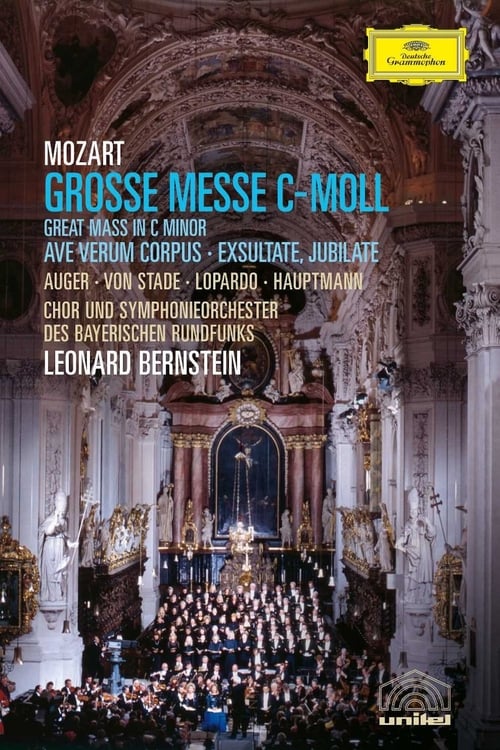 Deutsche
Grammophon
MOZART
GROSSE MESSE C-MOLL
GREAT MASS IN C MINOR
AVE VERUM CORPUS · EXSULTATE, JUBILATE
AUGER · VON STADE · LOPARDO · HAUPTMANN
CHOR UND SYMPHONIEORCHESTER
DES BAYERISCHEN RUNDFUNKS
LEONARD BERNSTEIN
unitel